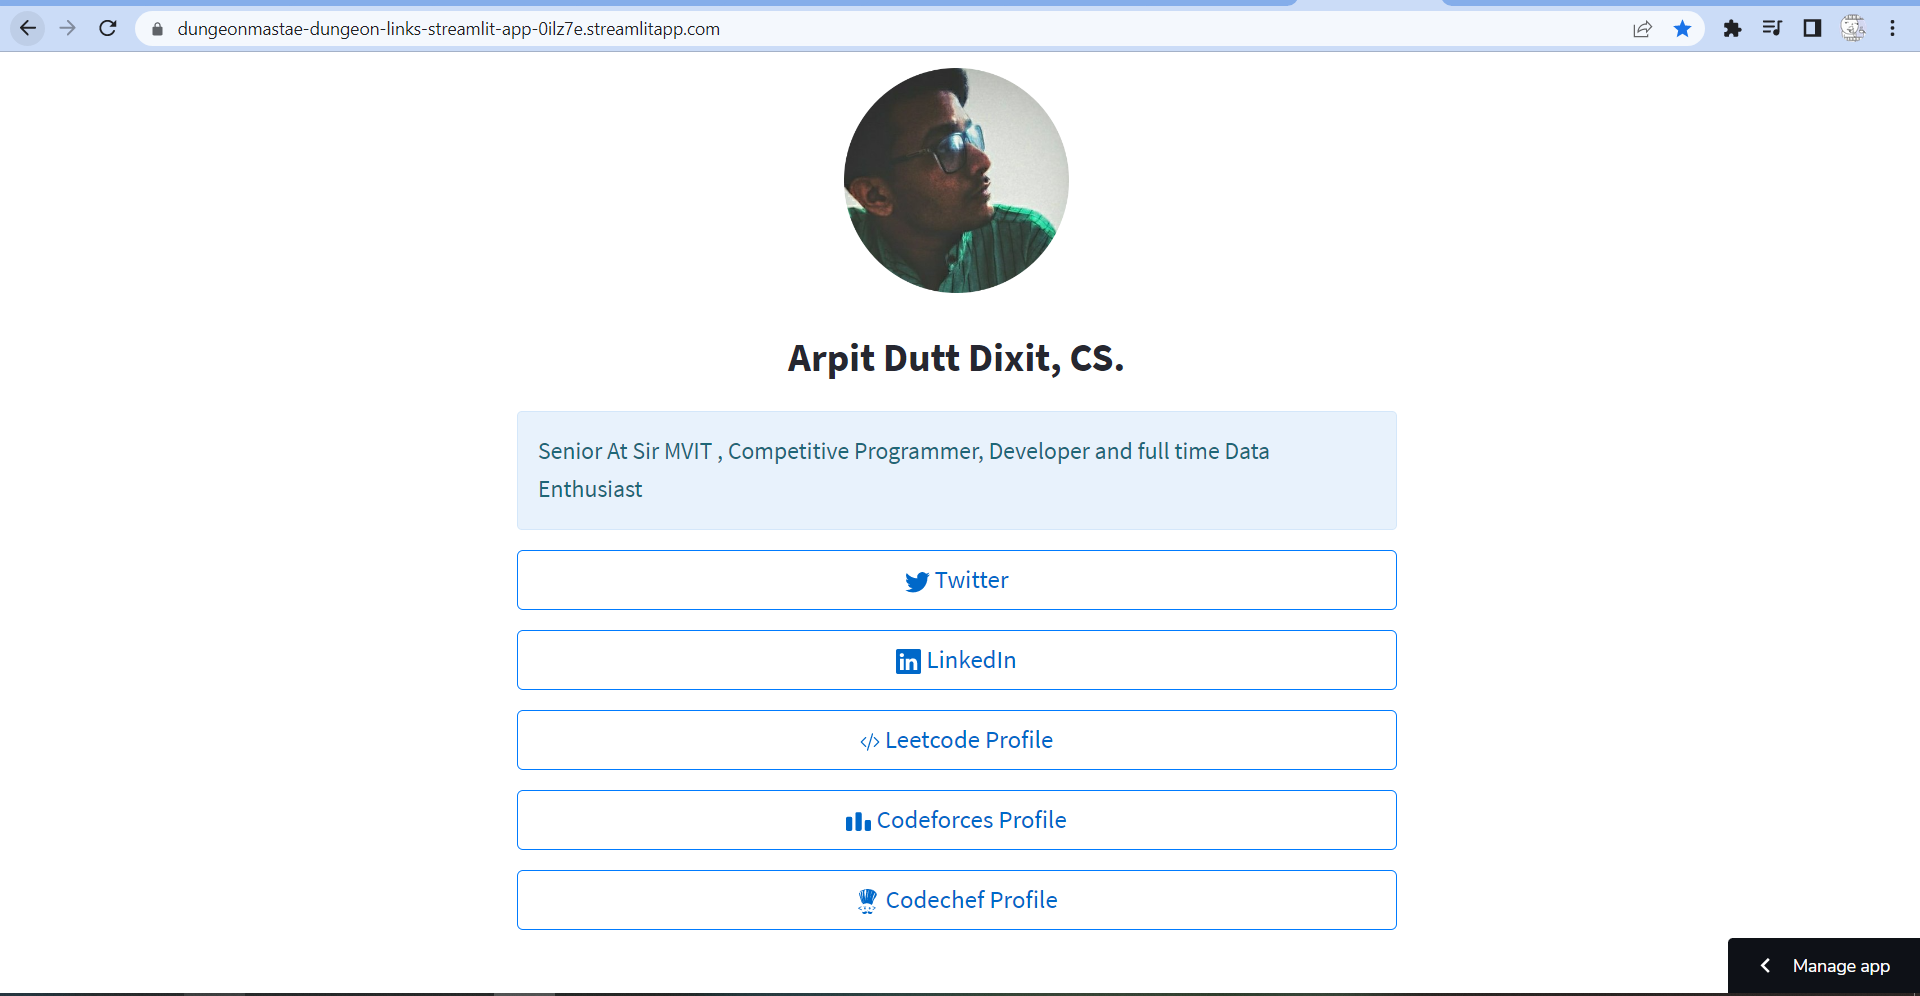 dungeonmastae-dungeon-links-streamlit-app-0ilz7e.streamlitapp.com
Arpit Dutt Dixit, CS.
Senior At Sir MVIT , Competitive Programmer, Developer and full time Data
Enthusiast
Twitter
in LinkedIn
</> Leetcode Profile
Codeforces Profile
Codechef Profile
Manage app